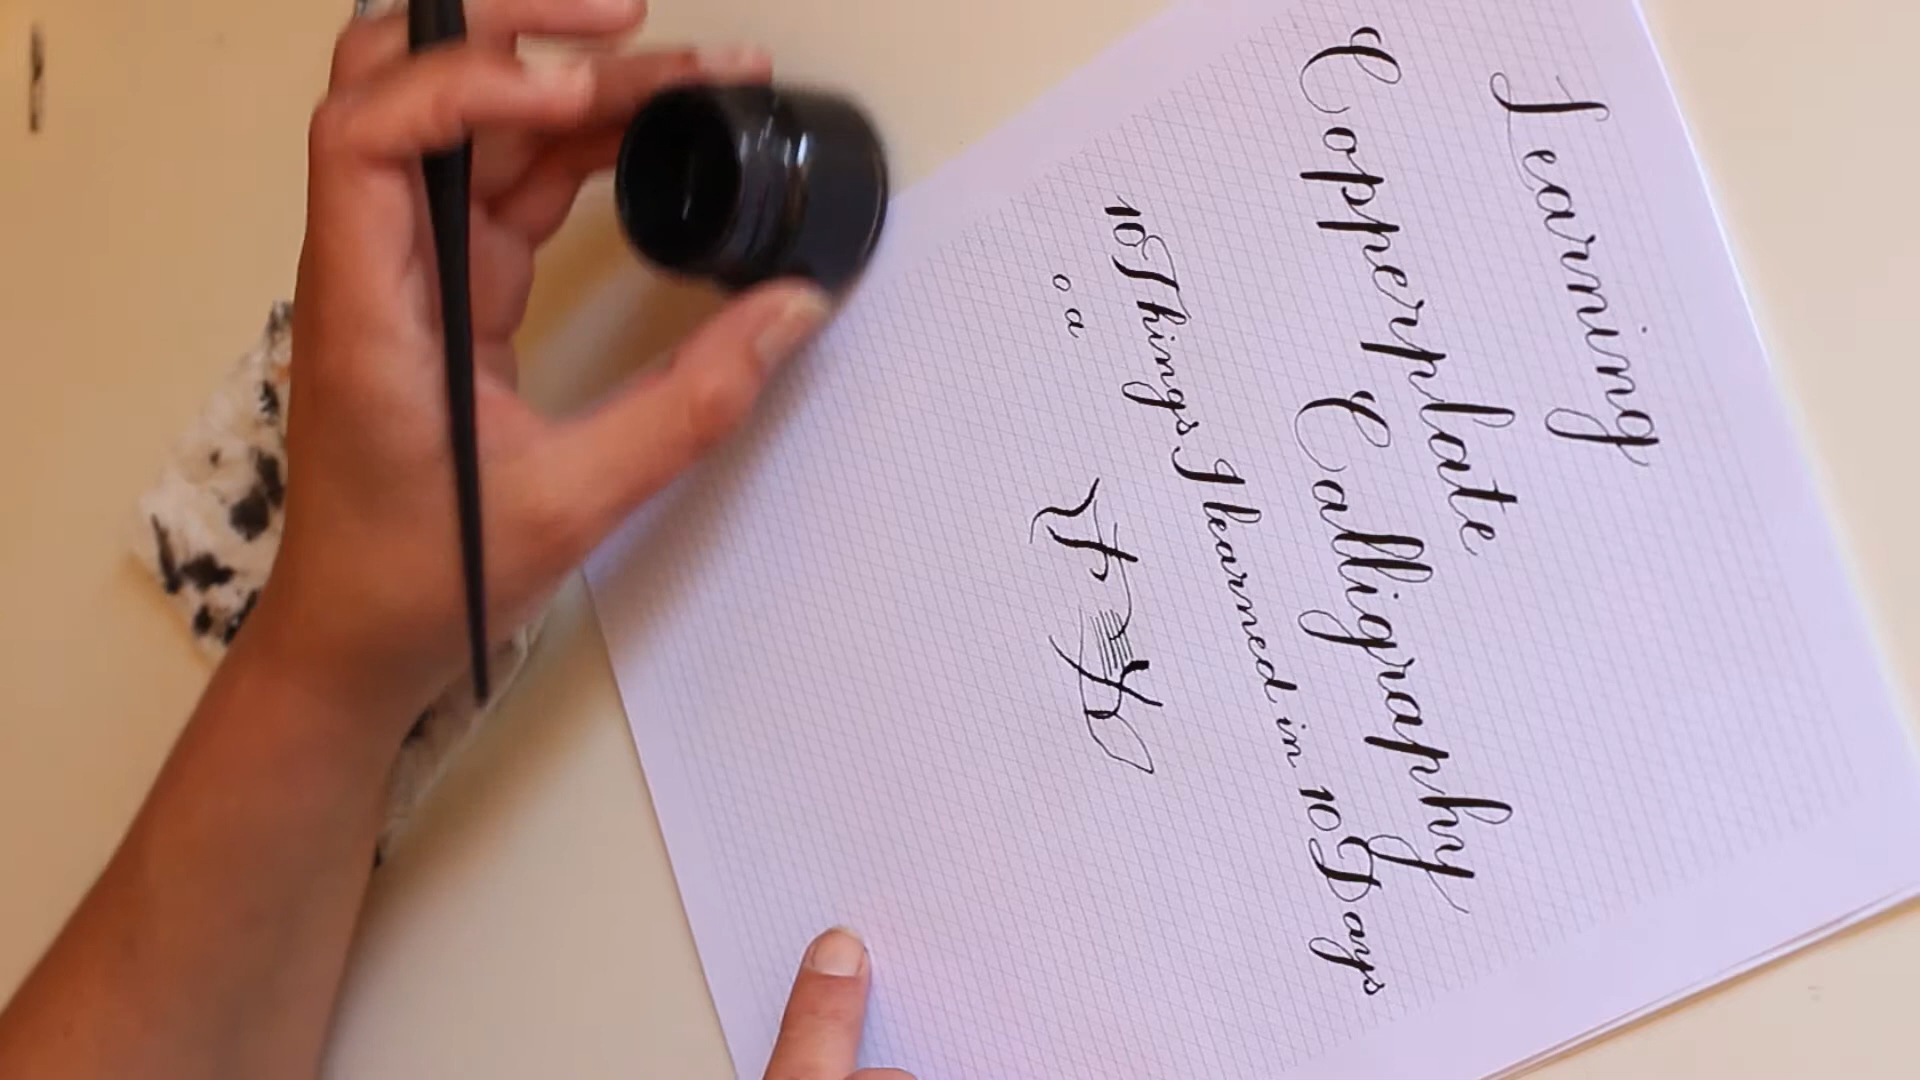 Learning
Copperplate
Calligraphy
10 Things I learned in 10 Days
o a